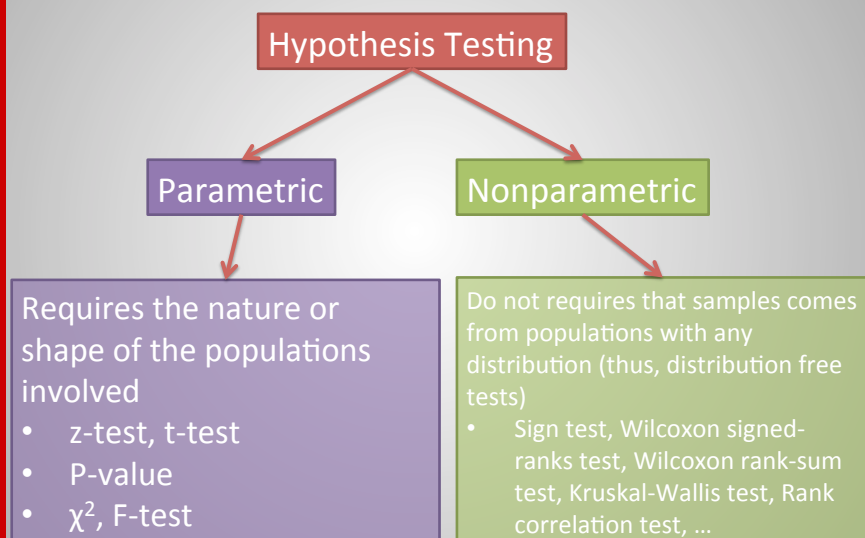 Hypothesis Testing
Parametric
Nonparametric
Requires the nature or
shape of the populations
involved
• z-test, t-test
• P-value
• χ², F-test
Do not requires that samples comes
from populations with any
distribution (thus, distribution free
tests)
• Sign test, Wilcoxon signed-
ranks test, Wilcoxon rank-sum
test, Kruskal-Wallis test, Rank
correlation test, ...